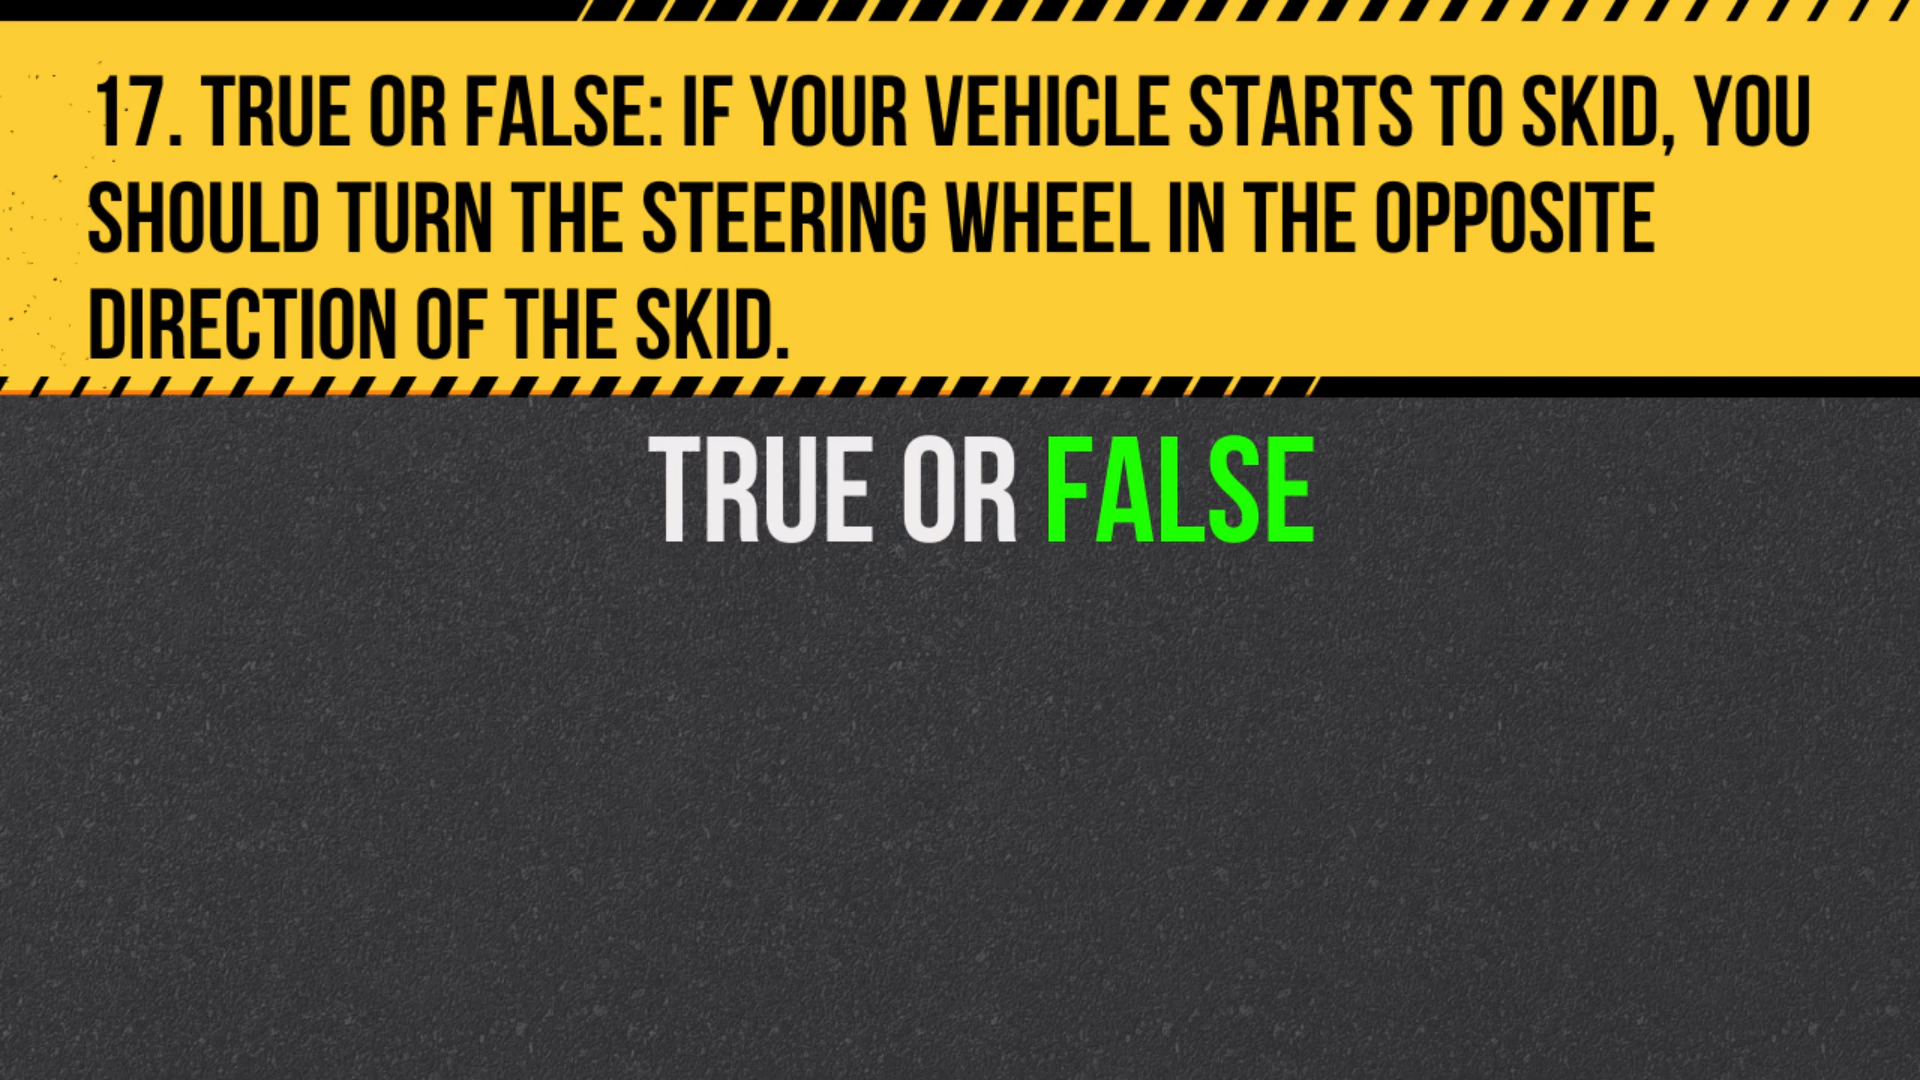 17. TRUE OR FALSE: IF YOUR VEHICLE STARTS TO SKID, YOU
SHOULD TURN THE STEERING WHEEL IN THE OPPOSITE
DIRECTION OF THE SKID.
TRUE OR FALSE